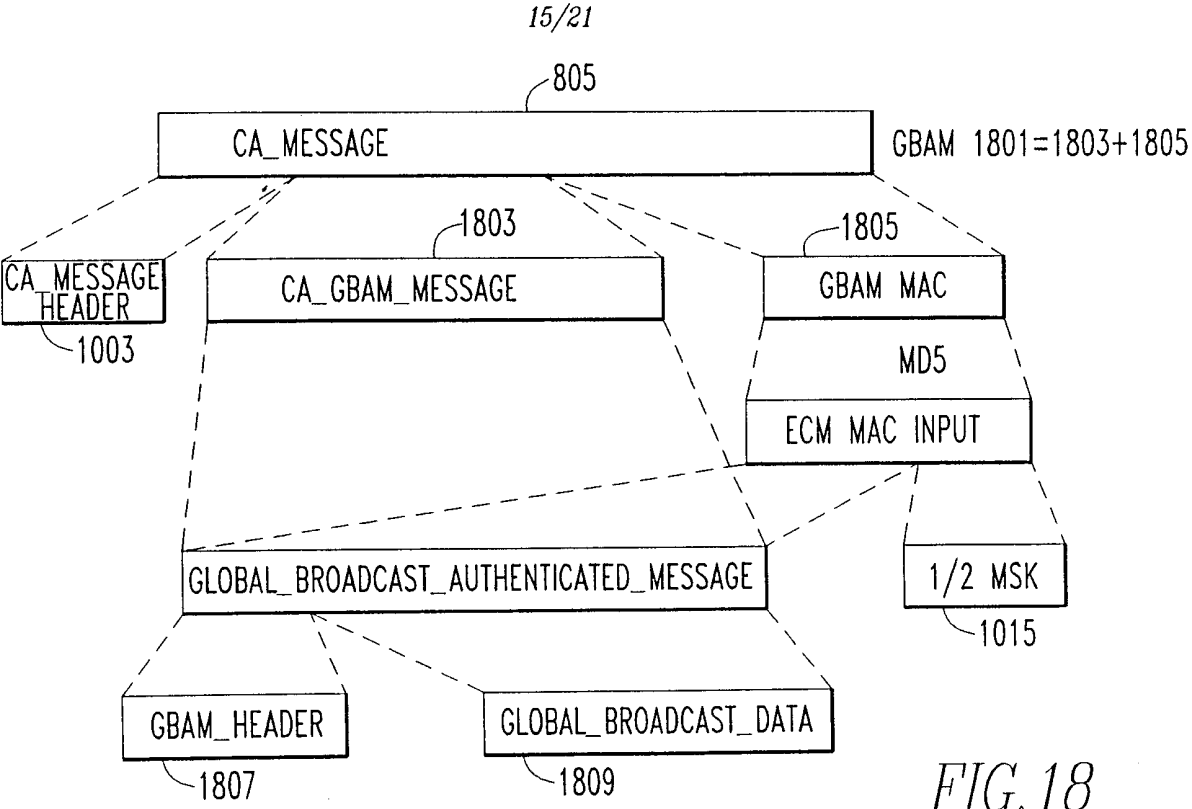 15/21
805
CA_MESSAGE
GBAM 1801=1803+1805
1803
1805
CA_MESSAGE
HEADER
CA_GBAM_MESSAGE
GBAM MAC
1003
MD5
ECM MAC INPUT
GLOBAL_BROADCAST_AUTHENTICATED_MESSAGE
1/2 MSK
1015
GBAM_HEADER
GLOBAL_BROADCAST_DATA
1807
1809
FIG. 18